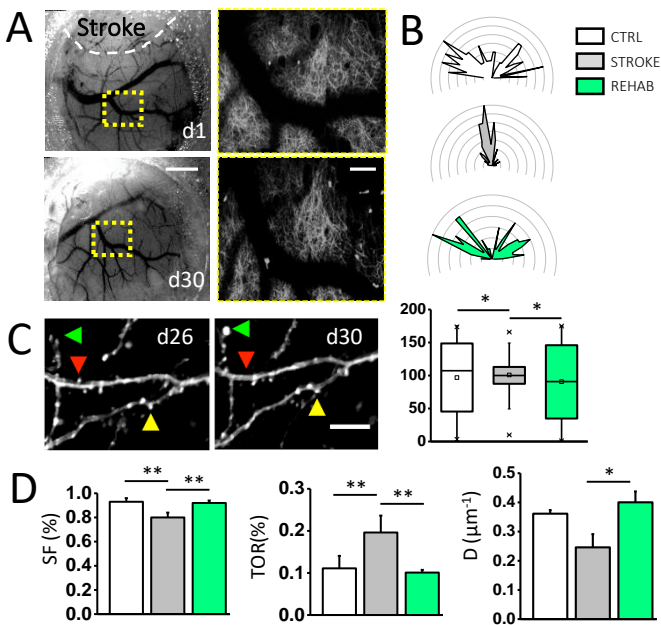 A
Stroke
d1
d30
B
CTRL
STROKE
REHAB
*
*
200
150
100
50
0
C
d26
d30
D
SF (%)
1.0
0.8
0.6
0.4
0.2
0.0
**
**
TOR(%)
0.3
0.2
0.1
0.0
**
**
D (μm⁻¹)
0.5
0.4
0.3
0.2
0.1
0.0
*